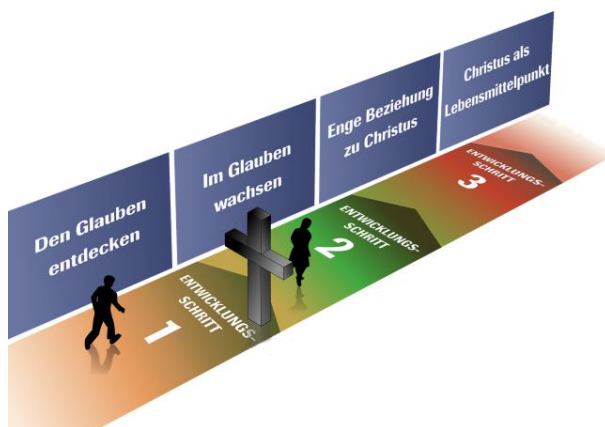 Den Glauben
entdecken
Im Glauben
wachsen
Enge Beziehung
zu Christus
Christus als
Lebensmittelpunkt
1
ENTWICKLUNGS-
SCHRITT
2
ENTWICKLUNGS-
SCHRITT
3
ENTWICKLUNGS-
SCHRITT